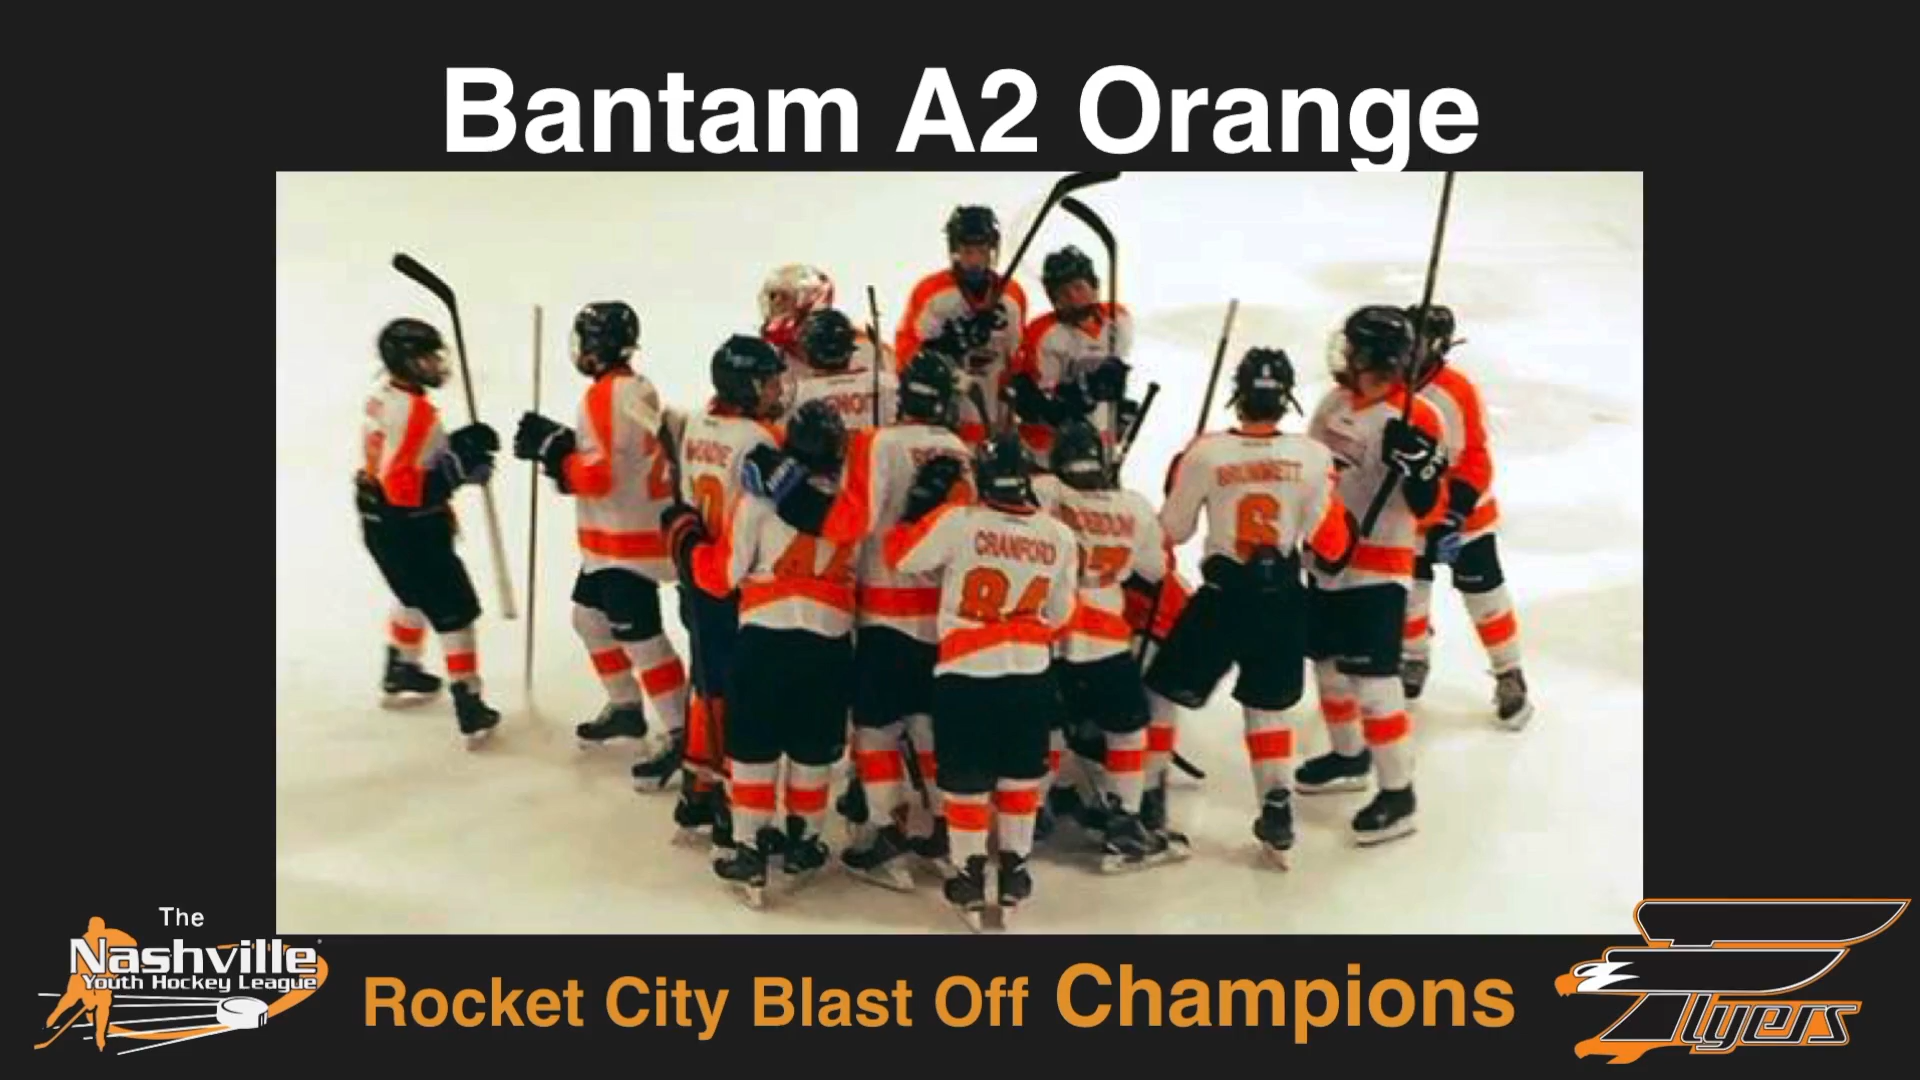 Bantam A2 Orange
CRANFORD
84
BRUMMETT
6
The
Nashville
Youth Hockey League
Rocket City Blast Off Champions
Flyers